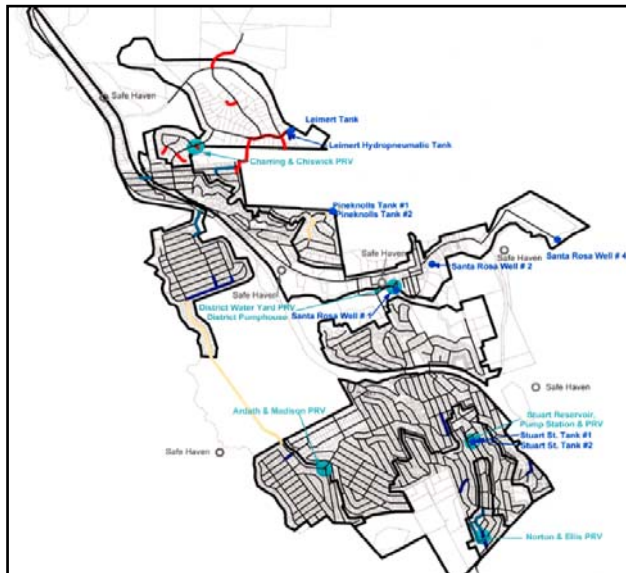 Safe Haven
Leimert Tank
Leimert Hydropneumatic Tank
Charring & Chiswick PRV
Pineknolls Tank #1
Pineknolls Tank #2
Safe Haven
Safe Haven
Santa Rosa Well # 4
Santa Rosa Well # 2
Safe Haven
District Water Yard PRV
District Pumphouse
Santa Rosa Well # 1
Safe Haven
Ardath & Madison PRV
Stuart Reservoir,
Pump Station & PRV
Stuart St. Tank #1
Stuart St. Tank #2
Safe Haven
Norton & Ellis PRV